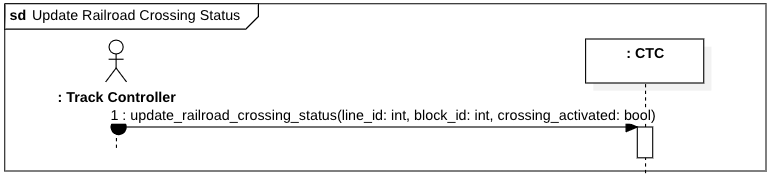 sd Update Railroad Crossing Status
: CTC
: Track Controller
1 : update_railroad_crossing_status(line_id: int, block_id: int, crossing_activated: bool)